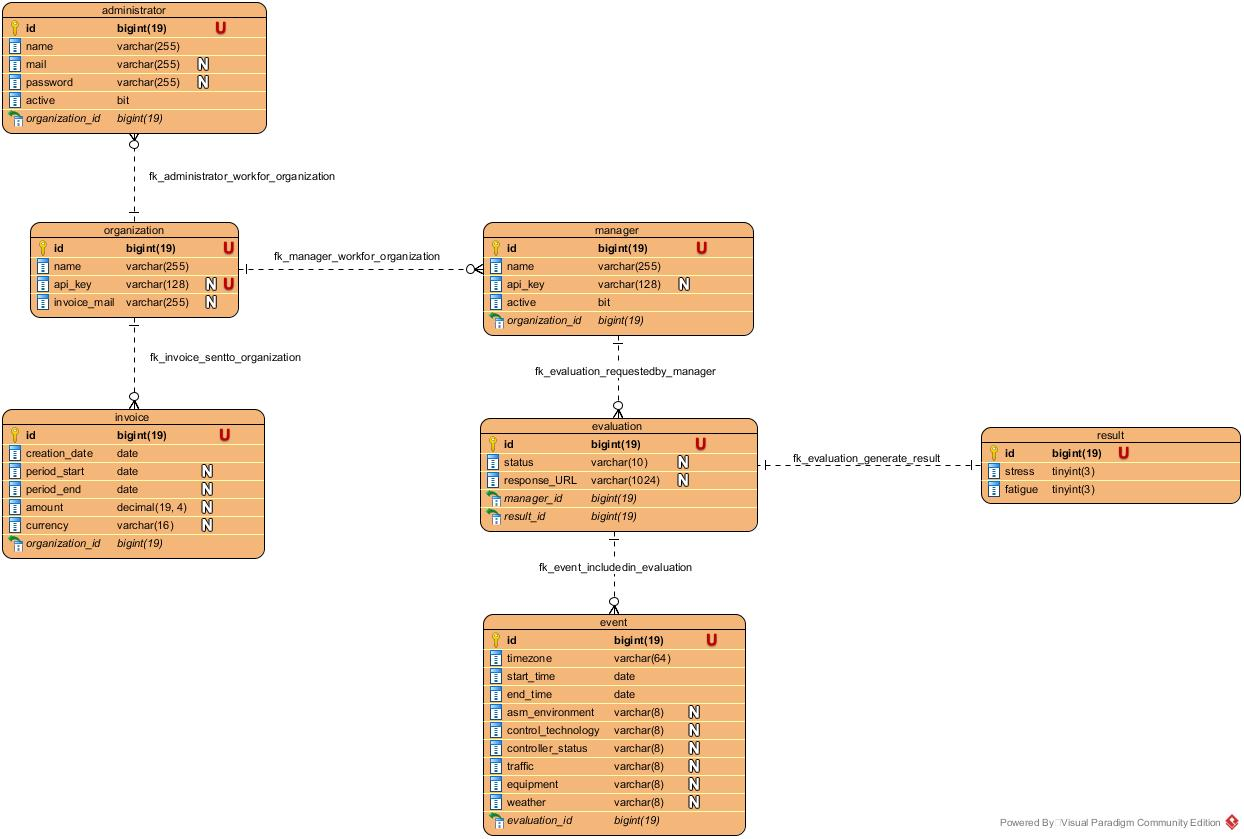 administrator
id bigint(19) U
name varchar(255)
mail varchar(255) N
password varchar(255) N
active bit
organization_id bigint(19)
fk_administrator_workfor_organization
organization
id bigint(19) U
name varchar(255)
api_key varchar(128) N U
invoice_mail varchar(255) N
fk_manager_workfor_organization
manager
id bigint(19) U
name varchar(255)
api_key varchar(128) N
active bit
organization_id bigint(19)
fk_invoice_sentto_organization
fk_evaluation_requestedby_manager
invoice
id bigint(19) U
creation_date date
period_start date N
period_end date N
amount decimal(19, 4) N
currency varchar(16) N
organization_id bigint(19)
evaluation
id bigint(19) U
status varchar(10) N
response_URL varchar(1024) N
manager_id bigint(19)
result_id bigint(19)
fk_evaluation_generate_result
result
id bigint(19) U
stress tinyint(3)
fatigue tinyint(3)
fk_event_includedin_evaluation
event
id bigint(19) U
timezone varchar(64)
start_time date
end_time date
asm_environment varchar(8) N
control_technology varchar(8) N
controller_status varchar(8) N
traffic varchar(8) N
equipment varchar(8) N
weather varchar(8) N
evaluation_id bigint(19)
Powered By Visual Paradigm Community Edition